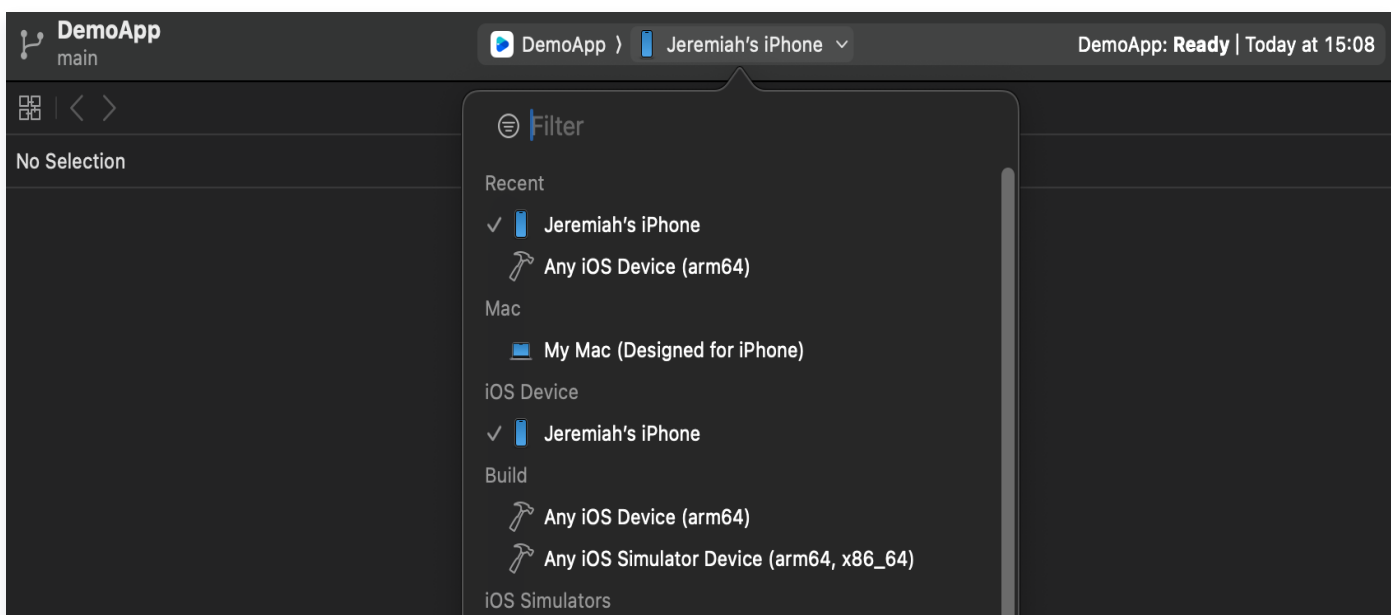 DemoApp
main
DemoApp ⟩ Jeremiah’s iPhone
DemoApp: Ready | Today at 15:08
No Selection
Filter
Recent
Jeremiah’s iPhone
Any iOS Device (arm64)
Mac
My Mac (Designed for iPhone)
iOS Device
Jeremiah’s iPhone
Build
Any iOS Device (arm64)
Any iOS Simulator Device (arm64, x86_64)
iOS Simulators